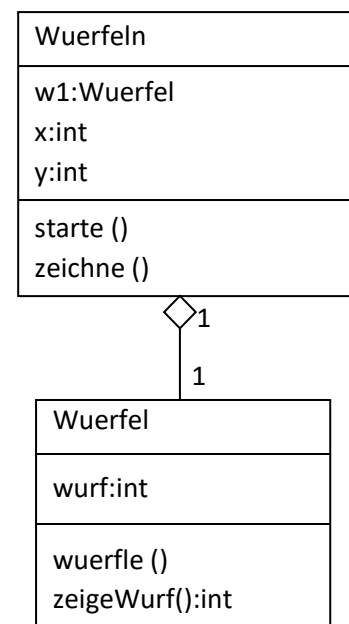 Wuerfeln
w1:Wuerfel
x:int
y:int
starte ()
zeichne ()
1
1
Wuerfel
wurf:int
wuerfle ()
zeigeWurf():int